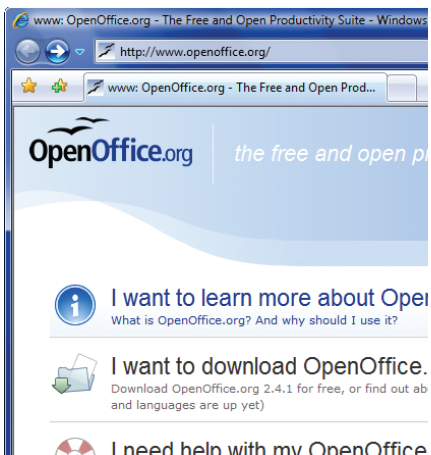 www: OpenOffice.org - The Free and Open Productivity Suite - Windows
http://www.openoffice.org/
www: OpenOffice.org - The Free and Open Prod...
OpenOffice.org
the free and open p
I want to learn more about Oper
What is OpenOffice.org? And why should I use it?
I want to download OpenOffice.
Download OpenOffice.org 2.4.1 for free, or find out ab
and languages are up yet)
I need help with my OpenOffice